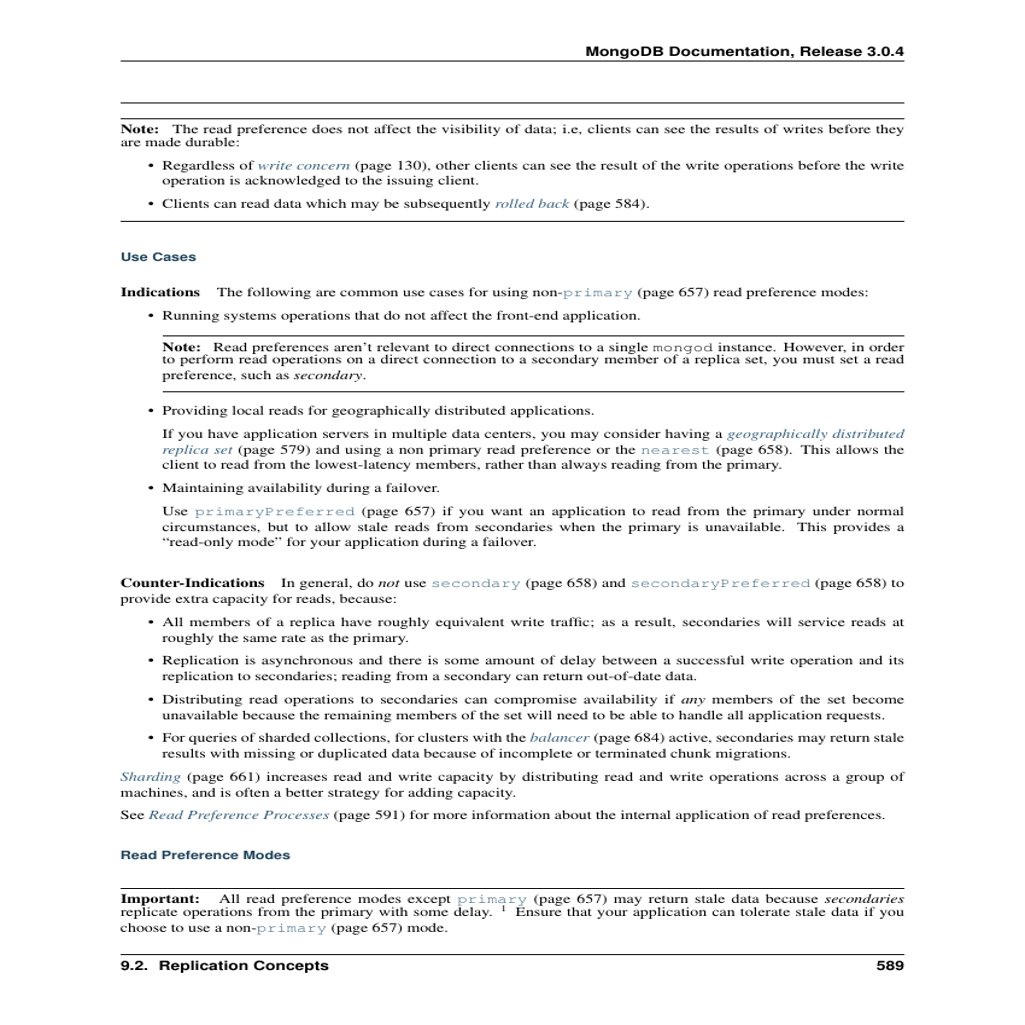 MongoDB Documentation, Release 3.0.4
Note: The read preference does not affect the visibility of data; i.e, clients can see the results of writes before they
are made durable:
• Regardless of write concern (page 130), other clients can see the result of the write operations before the write
operation is acknowledged to the issuing client.
• Clients can read data which may be subsequently rolled back (page 584).
Use Cases
Indications The following are common use cases for using non-primary (page 657) read preference modes:
• Running systems operations that do not affect the front-end application.
Note: Read preferences aren't relevant to direct connections to a single mongod instance. However, in order
to perform read operations on a direct connection to a secondary member of a replica set, you must set a read
preference, such as secondary.
• Providing local reads for geographically distributed applications.
If you have application servers in multiple data centers, you may consider having a geographically distributed
replica set (page 579) and using a non primary read preference or the nearest (page 658). This allows the
client to read from the lowest-latency members, rather than always reading from the primary.
• Maintaining availability during a failover.
Use primaryPreferred (page 657) if you want an application to read from the primary under normal
circumstances, but to allow stale reads from secondaries when the primary is unavailable. This provides a
“read-only mode” for your application during a failover.
Counter-Indications In general, do not use secondary (page 658) and secondaryPreferred (page 658) to
provide extra capacity for reads, because:
• All members of a replica have roughly equivalent write traffic; as a result, secondaries will service reads at
roughly the same rate as the primary.
• Replication is asynchronous and there is some amount of delay between a successful write operation and its
replication to secondaries; reading from a secondary can return out-of-date data.
• Distributing read operations to secondaries can compromise availability if any members of the set become
unavailable because the remaining members of the set will need to be able to handle all application requests.
• For queries of sharded collections, for clusters with the balancer (page 684) active, secondaries may return stale
results with missing or duplicated data because of incomplete or terminated chunk migrations.
Sharding (page 661) increases read and write capacity by distributing read and write operations across a group of
machines, and is often a better strategy for adding capacity.
See Read Preference Processes (page 591) for more information about the internal application of read preferences.
Read Preference Modes
Important: All read preference modes except primary (page 657) may return stale data because secondaries
replicate operations from the primary with some delay. 1 Ensure that your application can tolerate stale data if you
choose to use a non-primary (page 657) mode.
9.2. Replication Concepts 589